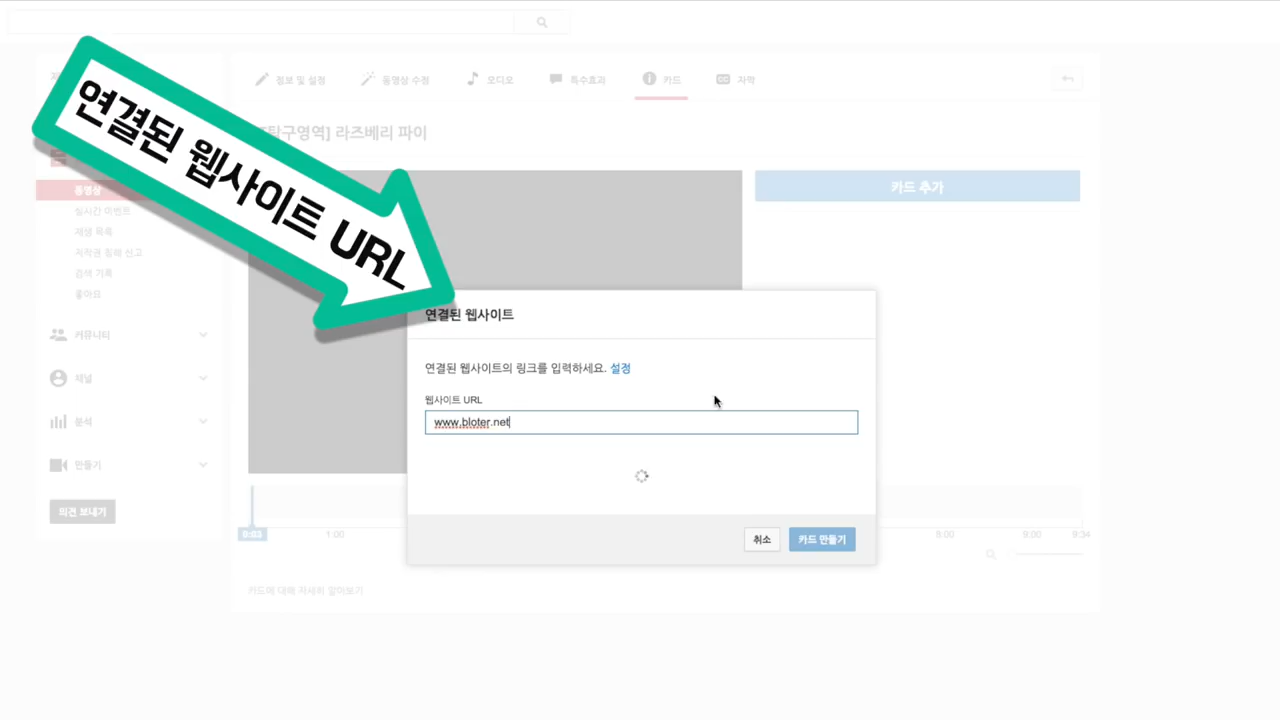 정보 및 설정
동영상 수정
오디오
특수효과
카드
CC 자막
탐구영역] 라즈베리 파이
연결된 웹사이트 URL
카드 추가
동영상
실시간 이벤트
재생 목록
저작권 침해 신고
검색 기록
좋아요
커뮤니티
채널
분석
만들기
의견 보내기
연결된 웹사이트
연결된 웹사이트의 링크를 입력하세요. 설정
웹사이트 URL
www.bloter.net
취소
카드 만들기
0:03
1:00
8:00
9:00
9:34
카드에 대해 자세히 알아보기